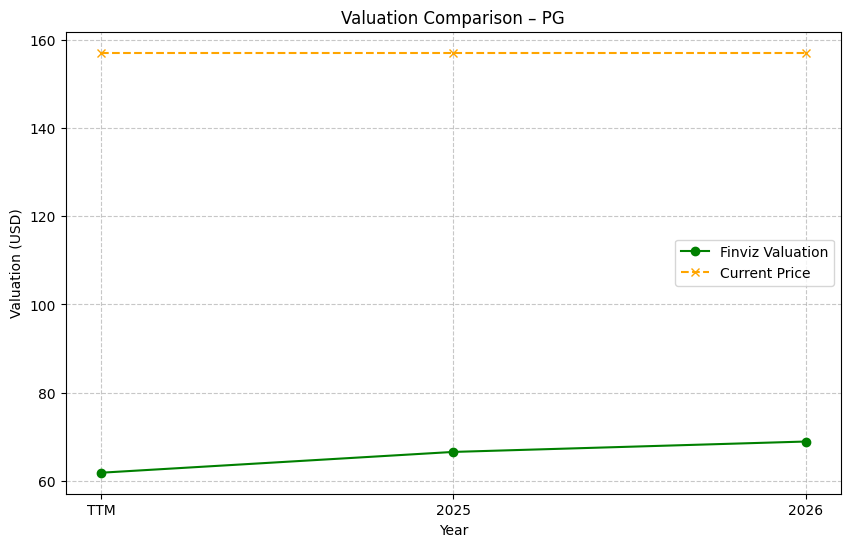 Valuation Comparison – PG
160
140
120
100
80
60
Valuation (USD)
Finviz Valuation
Current Price
TTM
2025
2026
Year